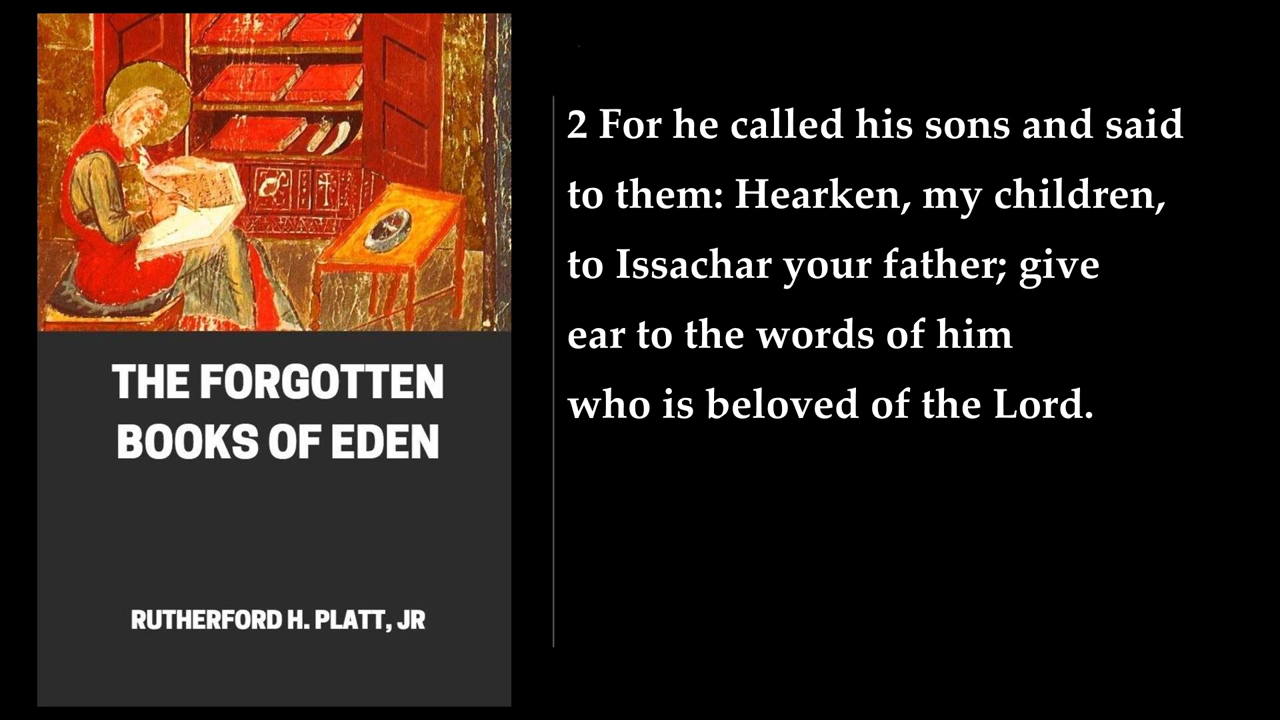 THE FORGOTTEN
BOOKS OF EDEN
RUTHERFORD H. PLATT, JR
2 For he called his sons and said
to them: Hearken, my children,
to Issachar your father; give
ear to the words of him
who is beloved of the Lord.